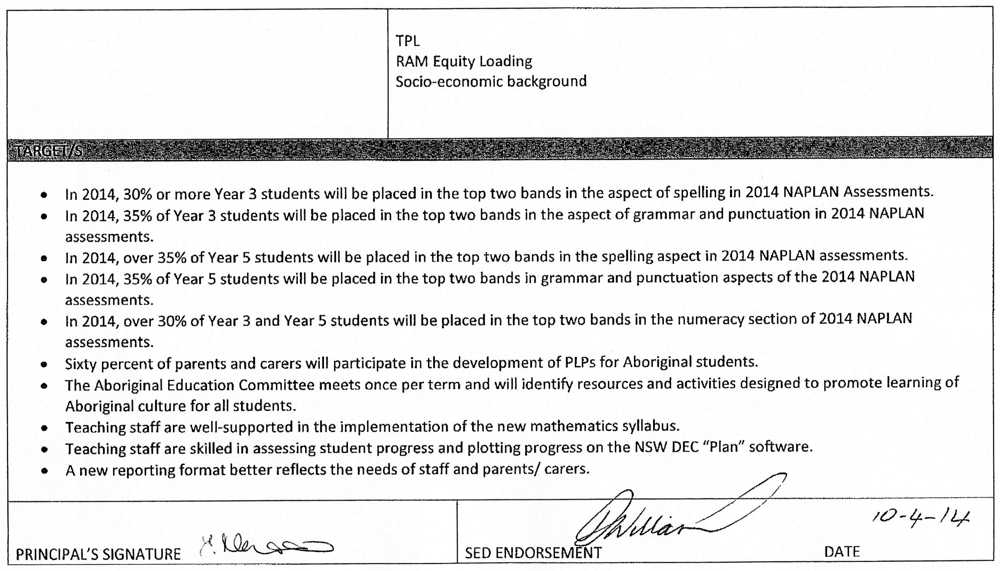 TPL
RAM Equity Loading
Socio-economic background
TARGET/S
• In 2014, 30% or more Year 3 students will be placed in the top two bands in the aspect of spelling in 2014 NAPLAN Assessments.
• In 2014, 35% of Year 3 students will be placed in the top two bands in the aspect of grammar and punctuation in 2014 NAPLAN
assessments.
• In 2014, over 35% of Year 5 students will be placed in the top two bands in the spelling aspect in 2014 NAPLAN assessments.
• In 2014, 35% of Year 5 students will be placed in the top two bands in grammar and punctuation aspects of the 2014 NAPLAN
assessments.
• In 2014, over 30% of Year 3 and Year 5 students will be placed in the top two bands in the numeracy section of 2014 NAPLAN
assessments.
• Sixty percent of parents and carers will participate in the development of PLPs for Aboriginal students.
• The Aboriginal Education Committee meets once per term and will identify resources and activities designed to promote learning of
Aboriginal culture for all students.
• Teaching staff are well-supported in the implementation of the new mathematics syllabus.
• Teaching staff are skilled in assessing student progress and plotting progress on the NSW DEC “Plan” software.
• A new reporting format better reflects the needs of staff and parents/ carers.
10-4-14
PRINCIPAL’S SIGNATURE SED ENDORSEMENT DATE